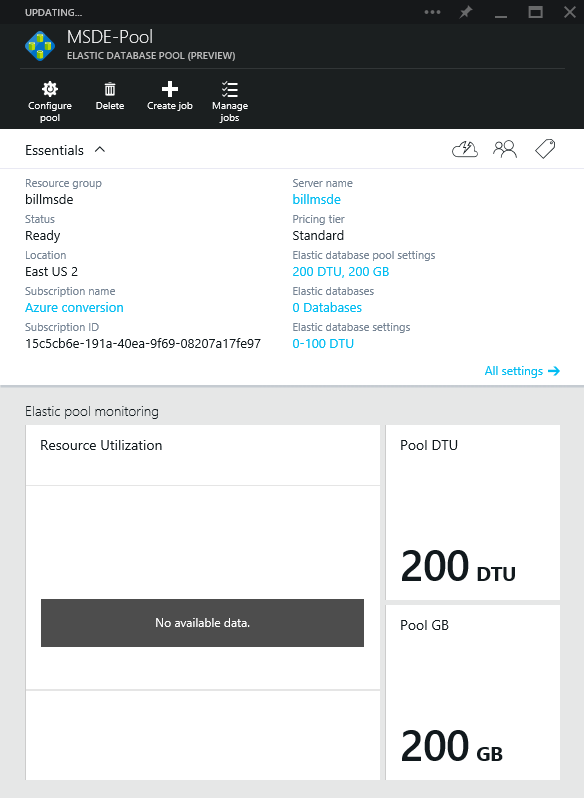 UPDATING...
MSDE-Pool
ELASTIC DATABASE POOL (PREVIEW)
Configure pool
Delete
Create job
Manage jobs
Essentials
Resource group
billmsde
Status
Ready
Location
East US 2
Subscription name
Azure conversion
Subscription ID
15c5cb6e-191a-40ea-9f69-08207a17fe97
Server name
billmsde
Pricing tier
Standard
Elastic database pool settings
200 DTU, 200 GB
Elastic databases
0 Databases
Elastic database settings
0-100 DTU
All settings
Elastic pool monitoring
Resource Utilization
No available data.
Pool DTU
200 DTU
Pool GB
200 GB